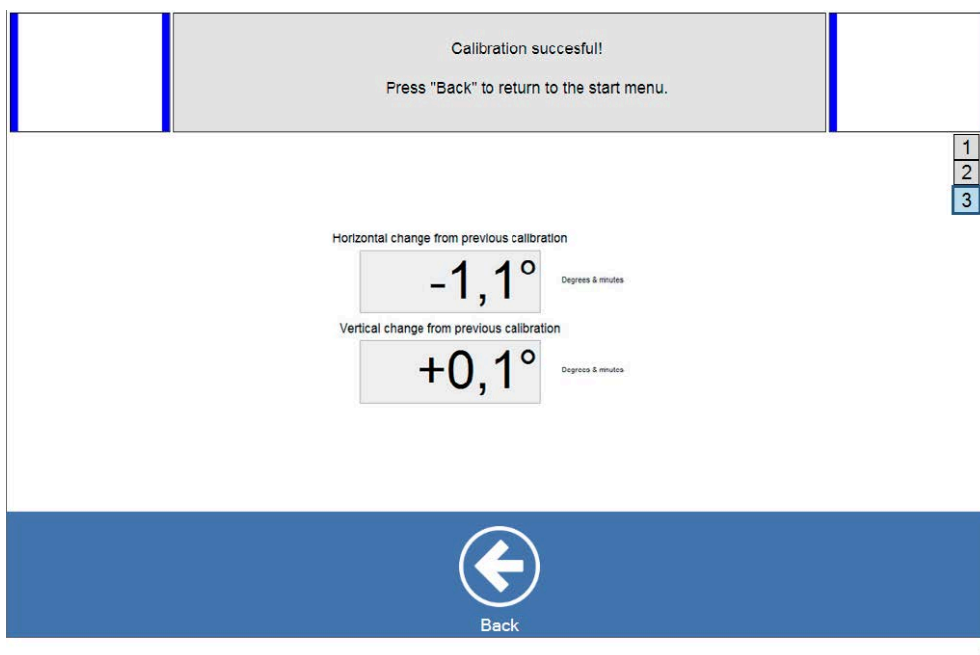 Calibration succesful!
Press "Back" to return to the start menu.
1
2
3
Horizontal change from previous calibration
-1,1°
Degrees & minutes
Vertical change from previous calibration
+0,1°
Degrees & minutes
Back